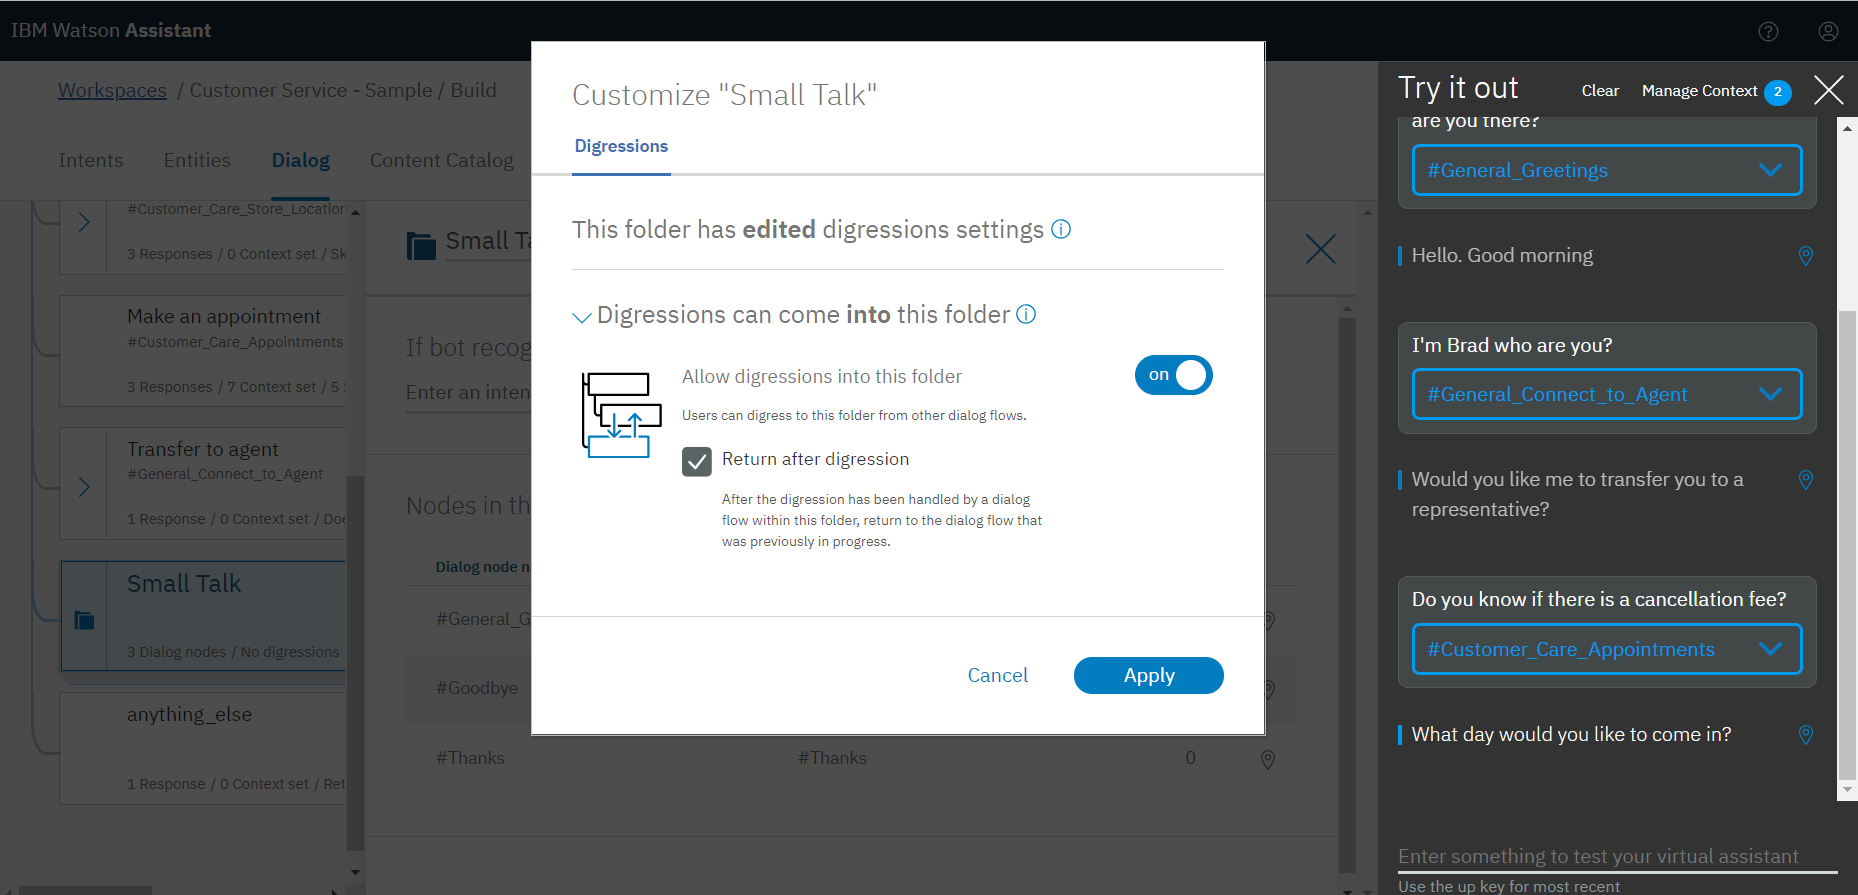 IBM Watson Assistant
Workspaces / Customer Service - Sample / Build
Intents
Entities
Dialog
Content Catalog
#Customer_Care_Store_Location
3 Responses / 0 Context set / Sk
Make an appointment
#Customer_Care_Appointments
3 Responses / 7 Context set / 5 S
Transfer to agent
#General_Connect_to_Agent
1 Response / 0 Context set / Doe
Small Talk
3 Dialog nodes / No digressions
anything_else
1 Response / 0 Context set / Ret
Small Ta
If bot recog
Enter an inten
Nodes in th
Dialog node n
#General_G
#Goodbye
#Thanks
#Thanks
0
Customize "Small Talk"
Digressions
This folder has edited digressions settings
Digressions can come into this folder
Allow digressions into this folder
on
Users can digress to this folder from other dialog flows.
Return after digression
After the digression has been handled by a dialog
flow within this folder, return to the dialog flow that
was previously in progress.
Cancel
Apply
Try it out
Clear
Manage Context 2
are you there?
#General_Greetings
Hello. Good morning
I'm Brad who are you?
#General_Connect_to_Agent
Would you like me to transfer you to a
representative?
Do you know if there is a cancellation fee?
#Customer_Care_Appointments
What day would you like to come in?
Enter something to test your virtual assistant
Use the up key for most recent